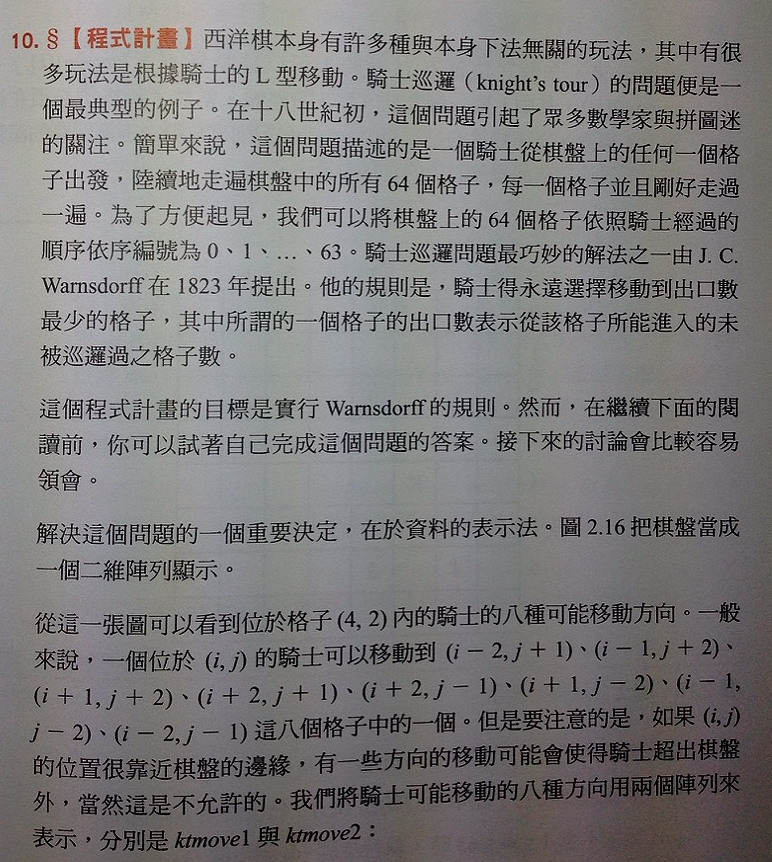 10. §【程式計畫】西洋棋本身有許多種與本身下法無關的玩法，其中有很
多玩法是根據騎士的 L 型移動。騎士巡邏（knight's tour）的問題便是一
個最典型的例子。在十八世紀初，這個問題引起了眾多數學家與拼圖迷
的關注。簡單來說，這個問題描述的是一個騎士從棋盤上的任何一個格
子出發，陸續地走遍棋盤中的所有 64 個格子，每一個格子並且剛好走過
一遍。為了方便起見，我們可以將棋盤上的 64 個格子依照騎士經過的
順序依序編號為 0、1、…、63。騎士巡邏問題最巧妙的解法之一由 J. C.
Warnsdorff 在 1823 年提出。他的規則是，騎士得永遠選擇移動到出口數
最少的格子，其中所謂的一個格子的出口數表示從該格子所能進入的未
被巡邏過之格子數。
這個程式計畫的目標是實行 Warnsdorff 的規則。然而，在繼續下面的閱
讀前，你可以試著自己完成這個問題的答案。接下來的討論會比較容易
領會。
解決這個問題的一個重要決定，在於資料的表示法。圖 2.16 把棋盤當成
一個二維陣列顯示。
從這一張圖可以看到位於格子 (4, 2) 內的騎士的八種可能移動方向。一般
來說，一個位於 (i, j) 的騎士可以移動到 (i − 2, j + 1)、(i − 1, j + 2)、
(i + 1, j + 2)、(i + 2, j + 1)、(i + 2, j − 1)、(i + 1, j − 2)、(i − 1,
j − 2)、(i − 2, j − 1) 這八個格子中的一個。但是要注意的是，如果 (i, j)
的位置很靠近棋盤的邊緣，有一些方向的移動可能會使得騎士超出棋盤
外，當然這是不允許的。我們將騎士可能移動的八種方向用兩個陣列來
表示，分別是 ktmove1 與 ktmove2：